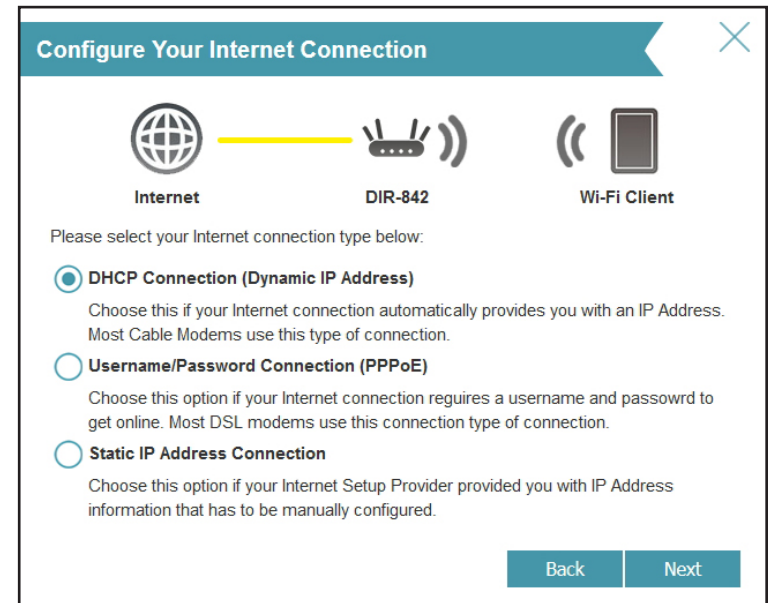 Configure Your Internet Connection
Internet
DIR-842
Wi-Fi Client
Please select your Internet connection type below:
DHCP Connection (Dynamic IP Address)
Choose this if your Internet connection automatically provides you with an IP Address.
Most Cable Modems use this type of connection.
Username/Password Connection (PPPoE)
Choose this option if your Internet connection reguires a username and passowrd to
get online. Most DSL modems use this connection type of connection.
Static IP Address Connection
Choose this option if your Internet Setup Provider provided you with IP Address
information that has to be manually configured.
Back
Next